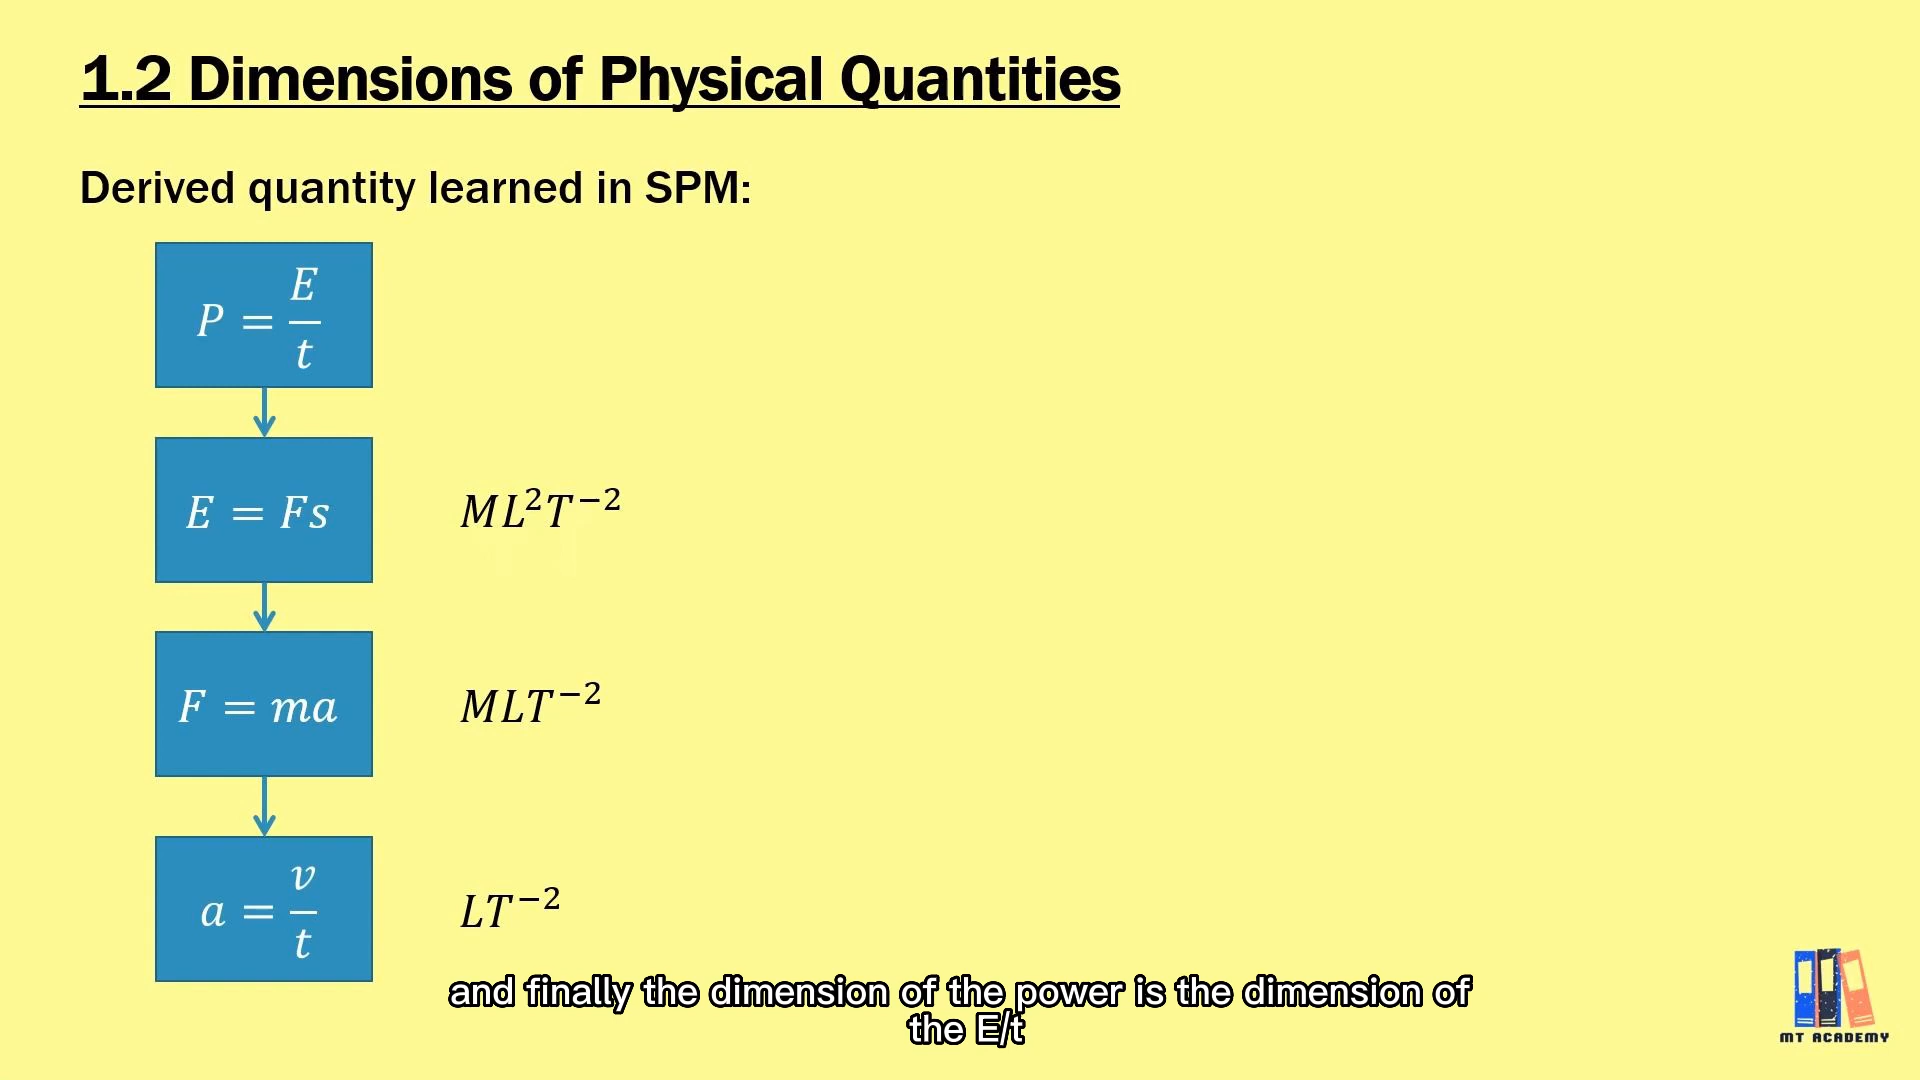 1.2 Dimensions of Physical Quantities
Derived quantity learned in SPM:
P = E/t
E = Fs
ML²T⁻²
F = ma
MLT⁻²
a = v/t
LT⁻²
and finally the dimension of the power is the dimension of
the E/t
MT ACADEMY